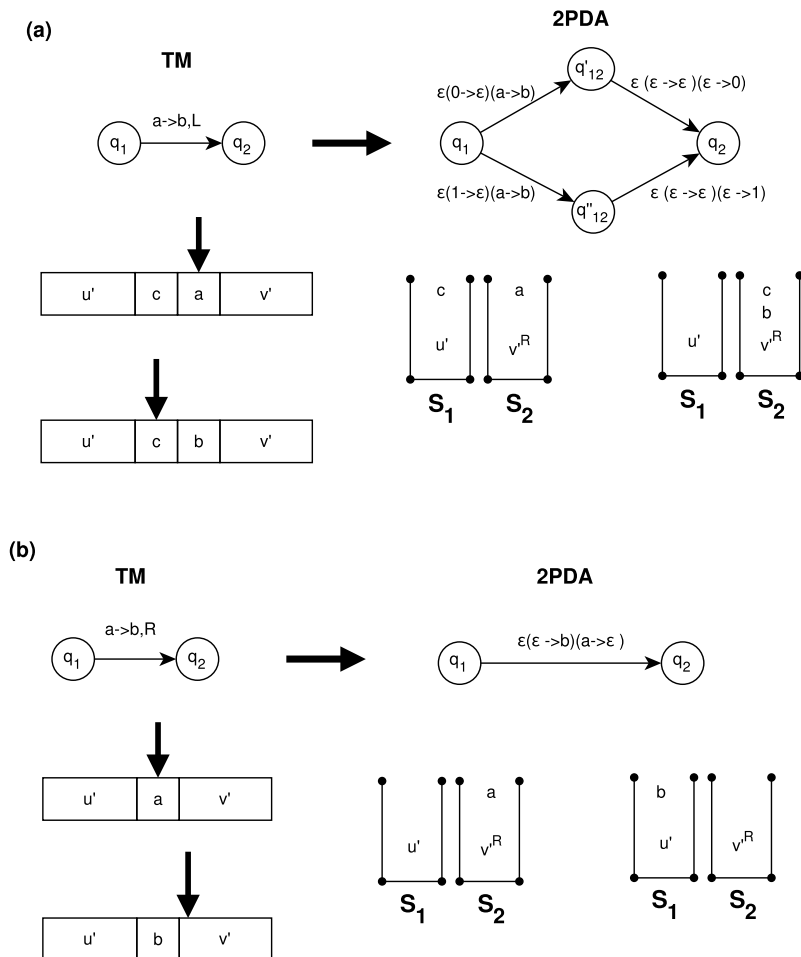 (a)
TM
2PDA
a->b,L
q1
q2
ε(0->ε)(a->b)
q'12
ε (ε ->ε )(ε ->0)
q1
q2
ε(1->ε)(a->b)
q''12
ε (ε ->ε )(ε ->1)
u' c a v'
c a
u' v'R
S1 S2
c
b
u' v'R
S1 S2
u' c b v'
(b)
TM
2PDA
a->b,R
q1
q2
ε(ε ->b)(a->ε )
q1
q2
u' a v'
a
u' v'R
S1 S2
b
u' v'R
S1 S2
u' b v'